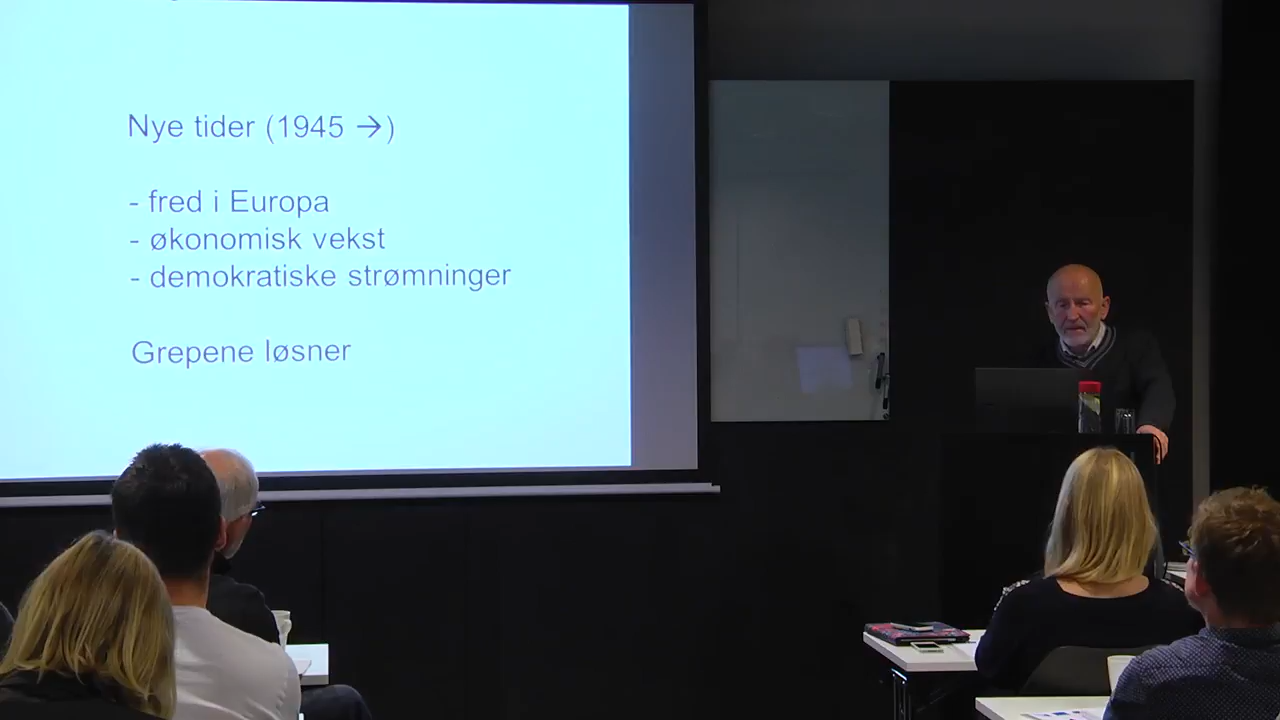 Nye tider (1945 →)
- fred i Europa
- økonomisk vekst
- demokratiske strømninger
Grepene løsner